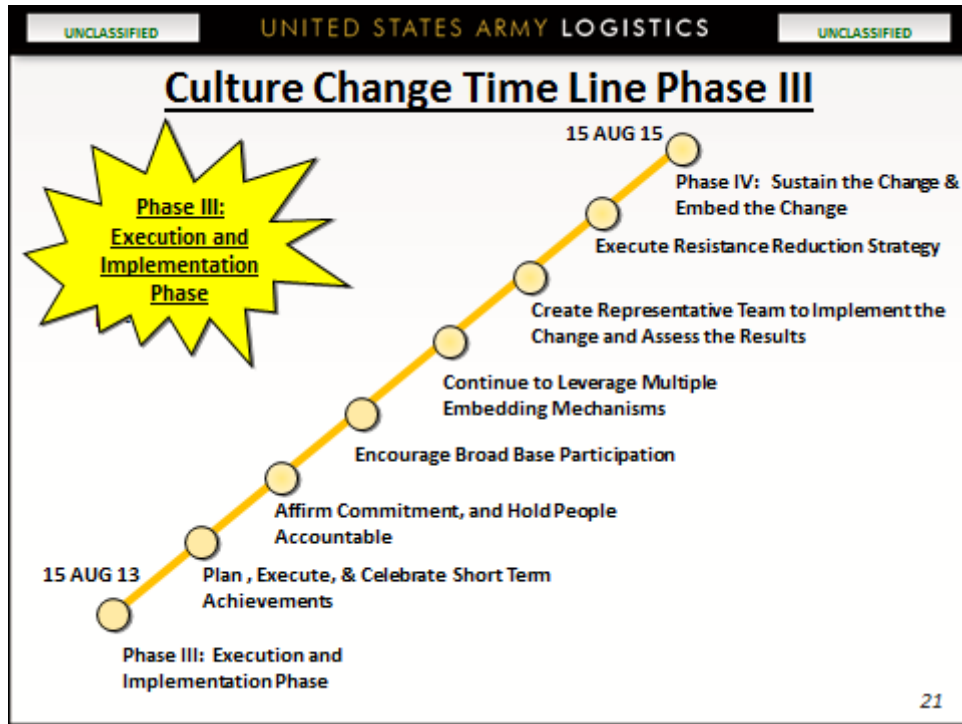 UNCLASSIFIED
UNITED STATES ARMY LOGISTICS
UNCLASSIFIED
Culture Change Time Line Phase III
15 AUG 15
Phase IV: Sustain the Change &
Embed the Change
Phase III:
Execution and
Implementation
Phase
Execute Resistance Reduction Strategy
Create Representative Team to Implement the
Change and Assess the Results
Continue to Leverage Multiple
Embedding Mechanisms
Encourage Broad Base Participation
Affirm Commitment, and Hold People
Accountable
15 AUG 13
Plan , Execute, & Celebrate Short Term
Achievements
Phase III: Execution and
Implementation Phase
21